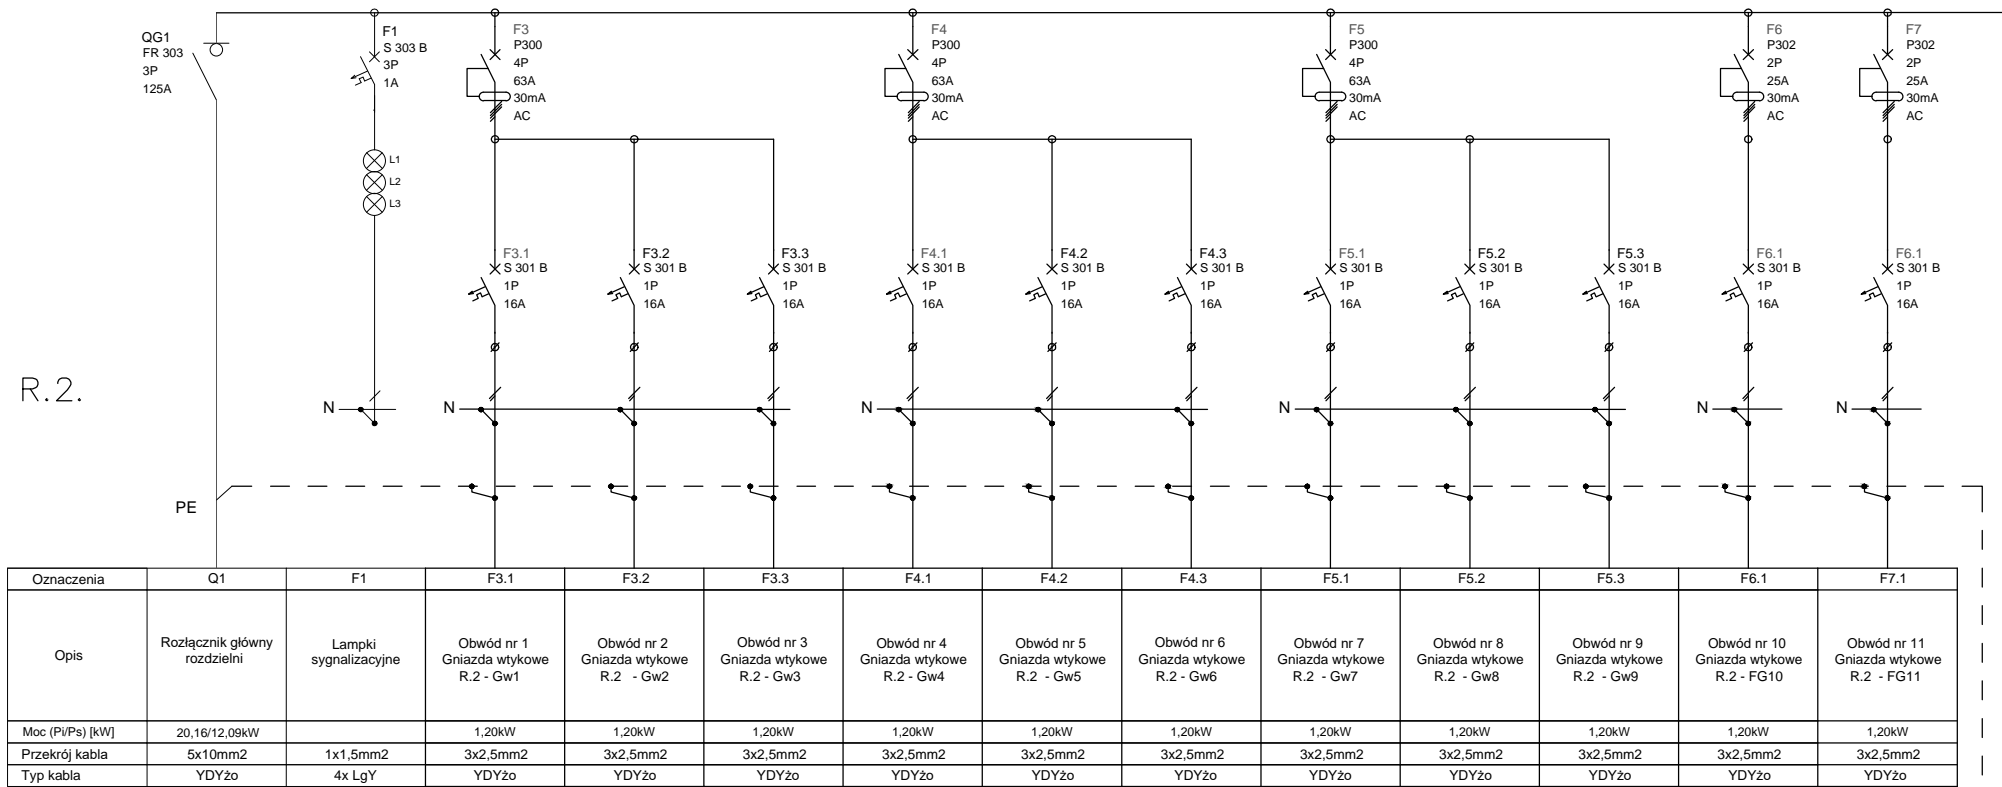 QG1
FR 303
3P
125A
F1
S 303 B
3P
1A
F3
P300
4P
63A
30mA
AC
F4
P300
4P
63A
30mA
AC
F5
P300
4P
63A
30mA
AC
F6
P302
2P
25A
30mA
AC
F7
P302
2P
25A
30mA
AC
L1
L2
L3
F3.1
S 301 B
1P
16A
F3.2
S 301 B
1P
16A
F3.3
S 301 B
1P
16A
F4.1
S 301 B
1P
16A
F4.2
S 301 B
1P
16A
F4.3
S 301 B
1P
16A
F5.1
S 301 B
1P
16A
F5.2
S 301 B
1P
16A
F5.3
S 301 B
1P
16A
F6.1
S 301 B
1P
16A
F6.1
S 301 B
1P
16A
R.2.
N N N N N N
PE
Oznaczenia Q1 F1 F3.1 F3.2 F3.3 F4.1 F4.2 F4.3 F5.1 F5.2 F5.3 F6.1 F7.1
Opis
Rozłącznik główny
rozdzielni
Lampki
sygnalizacyjne
Obwód nr 1
Gniazda wtykowe
R.2 - Gw1
Obwód nr 2
Gniazda wtykowe
R.2 - Gw2
Obwód nr 3
Gniazda wtykowe
R.2 - Gw3
Obwód nr 4
Gniazda wtykowe
R.2 - Gw4
Obwód nr 5
Gniazda wtykowe
R.2 - Gw5
Obwód nr 6
Gniazda wtykowe
R.2 - Gw6
Obwód nr 7
Gniazda wtykowe
R.2 - Gw7
Obwód nr 8
Gniazda wtykowe
R.2 - Gw8
Obwód nr 9
Gniazda wtykowe
R.2 - Gw9
Obwód nr 10
Gniazda wtykowe
R.2 - FG10
Obwód nr 11
Gniazda wtykowe
R.2 - FG11
Moc (Pi/Ps) [kW] 20,16/12,09kW 1,20kW 1,20kW 1,20kW 1,20kW 1,20kW 1,20kW 1,20kW 1,20kW 1,20kW 1,20kW 1,20kW
Przekrój kabla 5x10mm2 1x1,5mm2 3x2,5mm2 3x2,5mm2 3x2,5mm2 3x2,5mm2 3x2,5mm2 3x2,5mm2 3x2,5mm2 3x2,5mm2 3x2,5mm2 3x2,5mm2 3x2,5mm2
Typ kabla YDYżo 4x LgY YDYżo YDYżo YDYżo YDYżo YDYżo YDYżo YDYżo YDYżo YDYżo YDYżo YDYżo